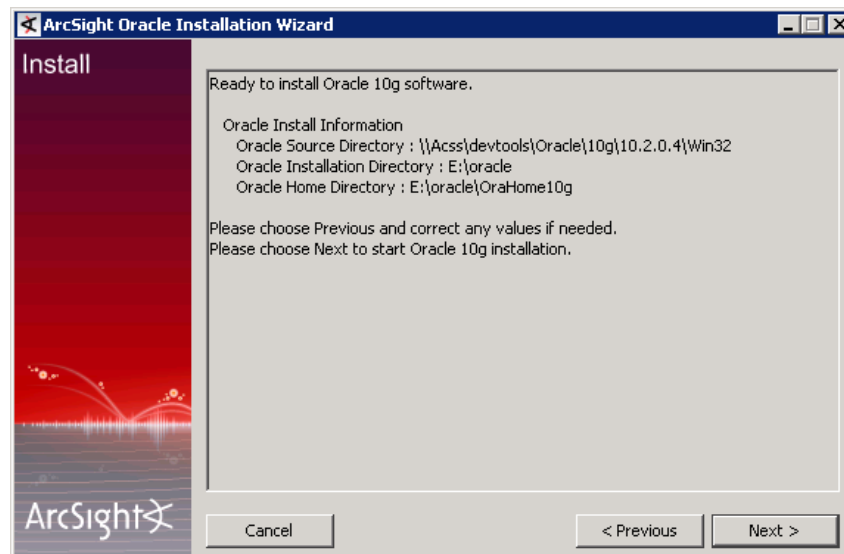 ArcSight Oracle Installation Wizard
Install
Ready to install Oracle 10g software.
Oracle Install Information
Oracle Source Directory : \\Acss\devtools\Oracle\10g\10.2.0.4\Win32
Oracle Installation Directory : E:\oracle
Oracle Home Directory : E:\oracle\OraHome10g
Please choose Previous and correct any values if needed.
Please choose Next to start Oracle 10g installation.
ArcSight
Cancel
< Previous
Next >